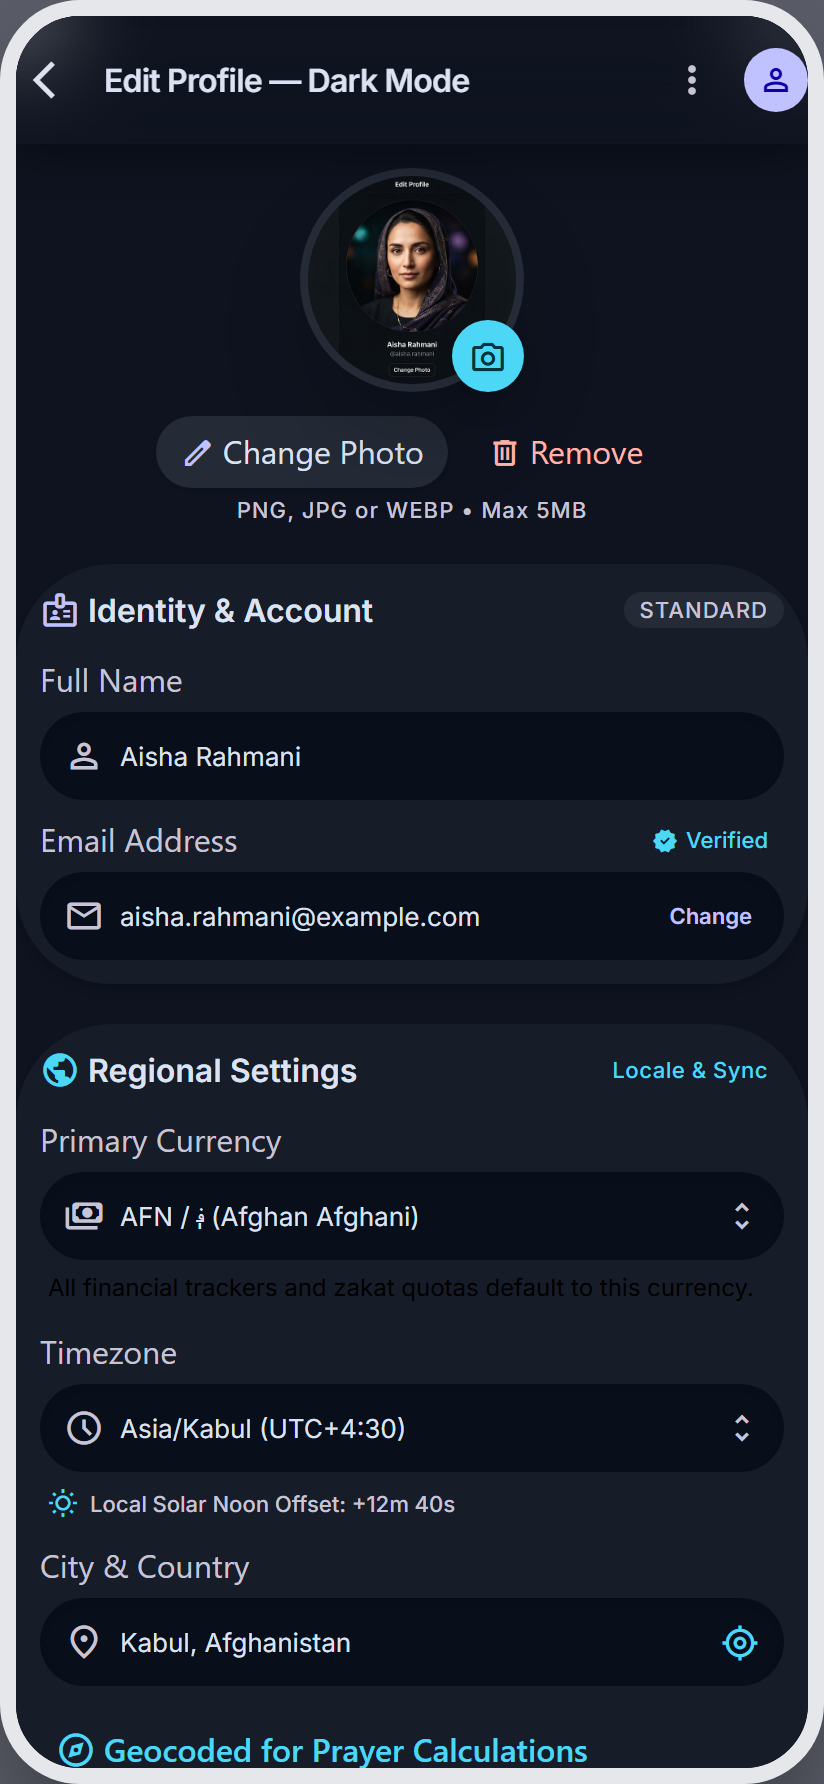 Edit Profile — Dark Mode
Edit Profile
Aisha Rahmani
@aisha.rahmani
Change Photo
Change Photo
Remove
PNG, JPG or WEBP • Max 5MB
Identity & Account
STANDARD
Full Name
Aisha Rahmani
Email Address
Verified
aisha.rahmani@example.com
Change
Regional Settings
Locale & Sync
Primary Currency
AFN / ؋ (Afghan Afghani)
All financial trackers and zakat quotas default to this currency.
Timezone
Asia/Kabul (UTC+4:30)
Local Solar Noon Offset: +12m 40s
City & Country
Kabul, Afghanistan
Geocoded for Prayer Calculations